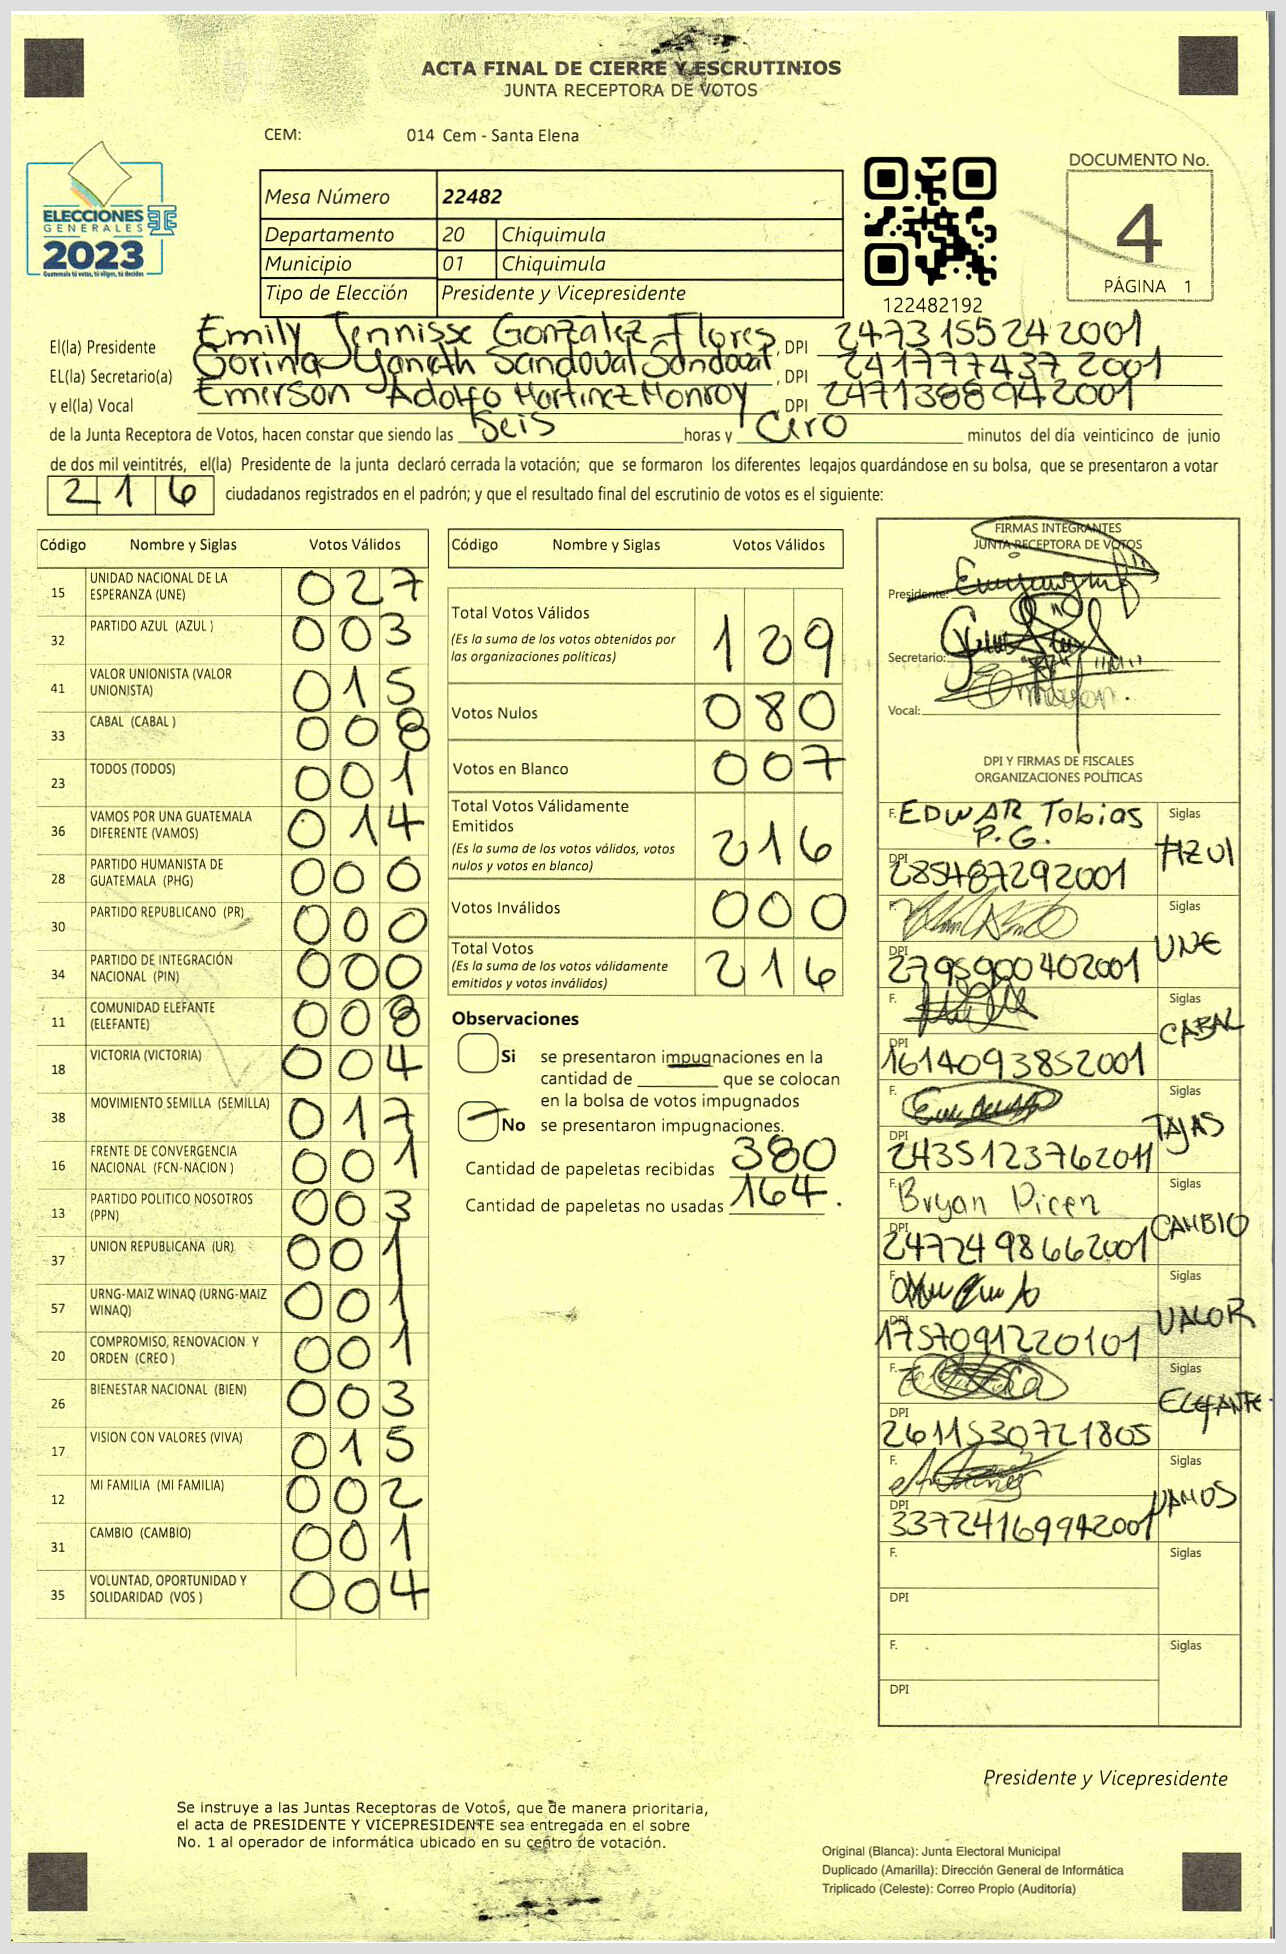 ACTA FINAL DE CIERRE Y ESCRUTINIOS
JUNTA RECEPTORA DE VOTOS
CEM: 014 Cem - Santa Elena
ELECCIONES
GENERALES
2023
Guatemala tú votas, tú eliges, tú decides
Mesa Número 22482
Departamento 20 Chiquimula
Municipio 01 Chiquimula
Tipo de Elección Presidente y Vicepresidente
122482192
DOCUMENTO No.
4
PÁGINA 1
El(la) Presidente Emily Jennisse Gonzalez Flores, DPI 2473155242001
EL(la) Secretario(a) Sandoval Sandoval, DPI 2417774372001
y el(la) Vocal Emerson Adolfo Martinez Monroy DPI 2471388942001
de la Junta Receptora de Votos, hacen constar que siendo las Seis horas y Cero minutos del día veinticinco de junio
de dos mil veintitrés, el(la) Presidente de la junta declaró cerrada la votación; que se formaron los diferentes legajos guardándose en su bolsa, que se presentaron a votar
216 ciudadanos registrados en el padrón; y que el resultado final del escrutinio de votos es el siguiente:
Código Nombre y Siglas Votos Válidos
15 UNIDAD NACIONAL DE LA ESPERANZA (UNE) 027
32 PARTIDO AZUL (AZUL ) 003
41 VALOR UNIONISTA (VALOR UNIONISTA) 015
33 CABAL (CABAL ) 008
23 TODOS (TODOS) 001
36 VAMOS POR UNA GUATEMALA DIFERENTE (VAMOS) 014
28 PARTIDO HUMANISTA DE GUATEMALA (PHG) 000
30 PARTIDO REPUBLICANO (PR) 000
34 PARTIDO DE INTEGRACIÓN NACIONAL (PIN) 000
11 COMUNIDAD ELEFANTE (ELEFANTE) 008
18 VICTORIA (VICTORIA) 004
38 MOVIMIENTO SEMILLA (SEMILLA) 017
16 FRENTE DE CONVERGENCIA NACIONAL (FCN-NACION ) 001
13 PARTIDO POLITICO NOSOTROS (PPN) 003
37 UNION REPUBLICANA (UR) 001
57 URNG-MAIZ WINAQ (URNG-MAIZ WINAQ) 001
20 COMPROMISO, RENOVACION Y ORDEN (CREO ) 001
26 BIENESTAR NACIONAL (BIEN) 003
17 VISION CON VALORES (VIVA) 015
12 MI FAMILIA (MI FAMILIA) 002
31 CAMBIO (CAMBIO) 001
35 VOLUNTAD, OPORTUNIDAD Y SOLIDARIDAD (VOS ) 004
Código Nombre y Siglas Votos Válidos
Total Votos Válidos 129
(Es la suma de los votos obtenidos por
las organizaciones políticas)
Votos Nulos 080
Votos en Blanco 007
Total Votos Válidamente
Emitidos 216
(Es la suma de los votos válidos, votos
nulos y votos en blanco)
Votos Inválidos 000
Total Votos 216
(Es la suma de los votos válidamente
emitidos y votos inválidos)
Observaciones
Si se presentaron impugnaciones en la
cantidad de ________ que se colocan
en la bolsa de votos impugnados
No se presentaron impugnaciones.
Cantidad de papeletas recibidas 380
Cantidad de papeletas no usadas 164.
FIRMAS INTEGRANTES
JUNTA RECEPTORA DE VOTOS
Presidente:
Secretario:
Vocal:
DPI Y FIRMAS DE FISCALES
ORGANIZACIONES POLÍTICAS
F. EDWAR Tobias P.G. Siglas AZUL
DPI 285487292001
F. Siglas UNE
DPI 2795900402001
F. Siglas CABAL
DPI 1614093852001
F. Siglas
DPI 2435123762011
F. Bryan Siglas CAMBIO
DPI 2472498662001
F. Siglas VALOR
DPI 1757091220101
F. Siglas ELEFANTE
DPI 2611530721805
F. Siglas VAMOS
DPI 33724169942001
F. Siglas
DPI
F. Siglas
DPI
Presidente y Vicepresidente
Se instruye a las Juntas Receptoras de Votos, que de manera prioritaria,
el acta de PRESIDENTE Y VICEPRESIDENTE sea entregada en el sobre
No. 1 al operador de informática ubicado en su centro de votación.
Original (Blanca): Junta Electoral Municipal
Duplicado (Amarilla): Dirección General de Informática
Triplicado (Celeste): Correo Propio (Auditoría)